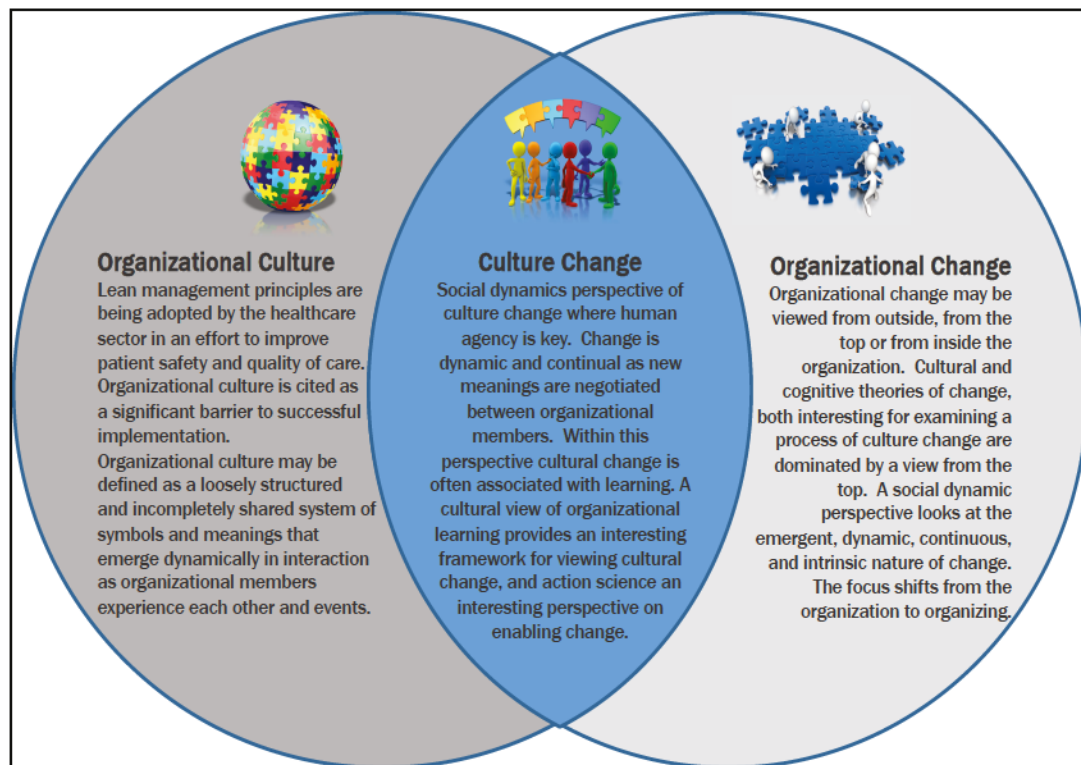 Organizational Culture
Lean management principles are
being adopted by the healthcare
sector in an effort to improve
patient safety and quality of care.
Organizational culture is cited as
a significant barrier to successful
implementation.
Organizational culture may be
defined as a loosely structured
and incompletely shared system of
symbols and meanings that
emerge dynamically in interaction
as organizational members
experience each other and events.
Culture Change
Social dynamics perspective of
culture change where human
agency is key. Change is
dynamic and continual as new
meanings are negotiated
between organizational
members. Within this
perspective cultural change is
often associated with learning. A
cultural view of organizational
learning provides an interesting
framework for viewing cultural
change, and action science an
interesting perspective on
enabling change.
Organizational Change
Organizational change may be
viewed from outside, from the
top or from inside the
organization. Cultural and
cognitive theories of change,
both interesting for examining a
process of culture change are
dominated by a view from the
top. A social dynamic
perspective looks at the
emergent, dynamic, continuous,
and intrinsic nature of change.
The focus shifts from the
organization to organizing.